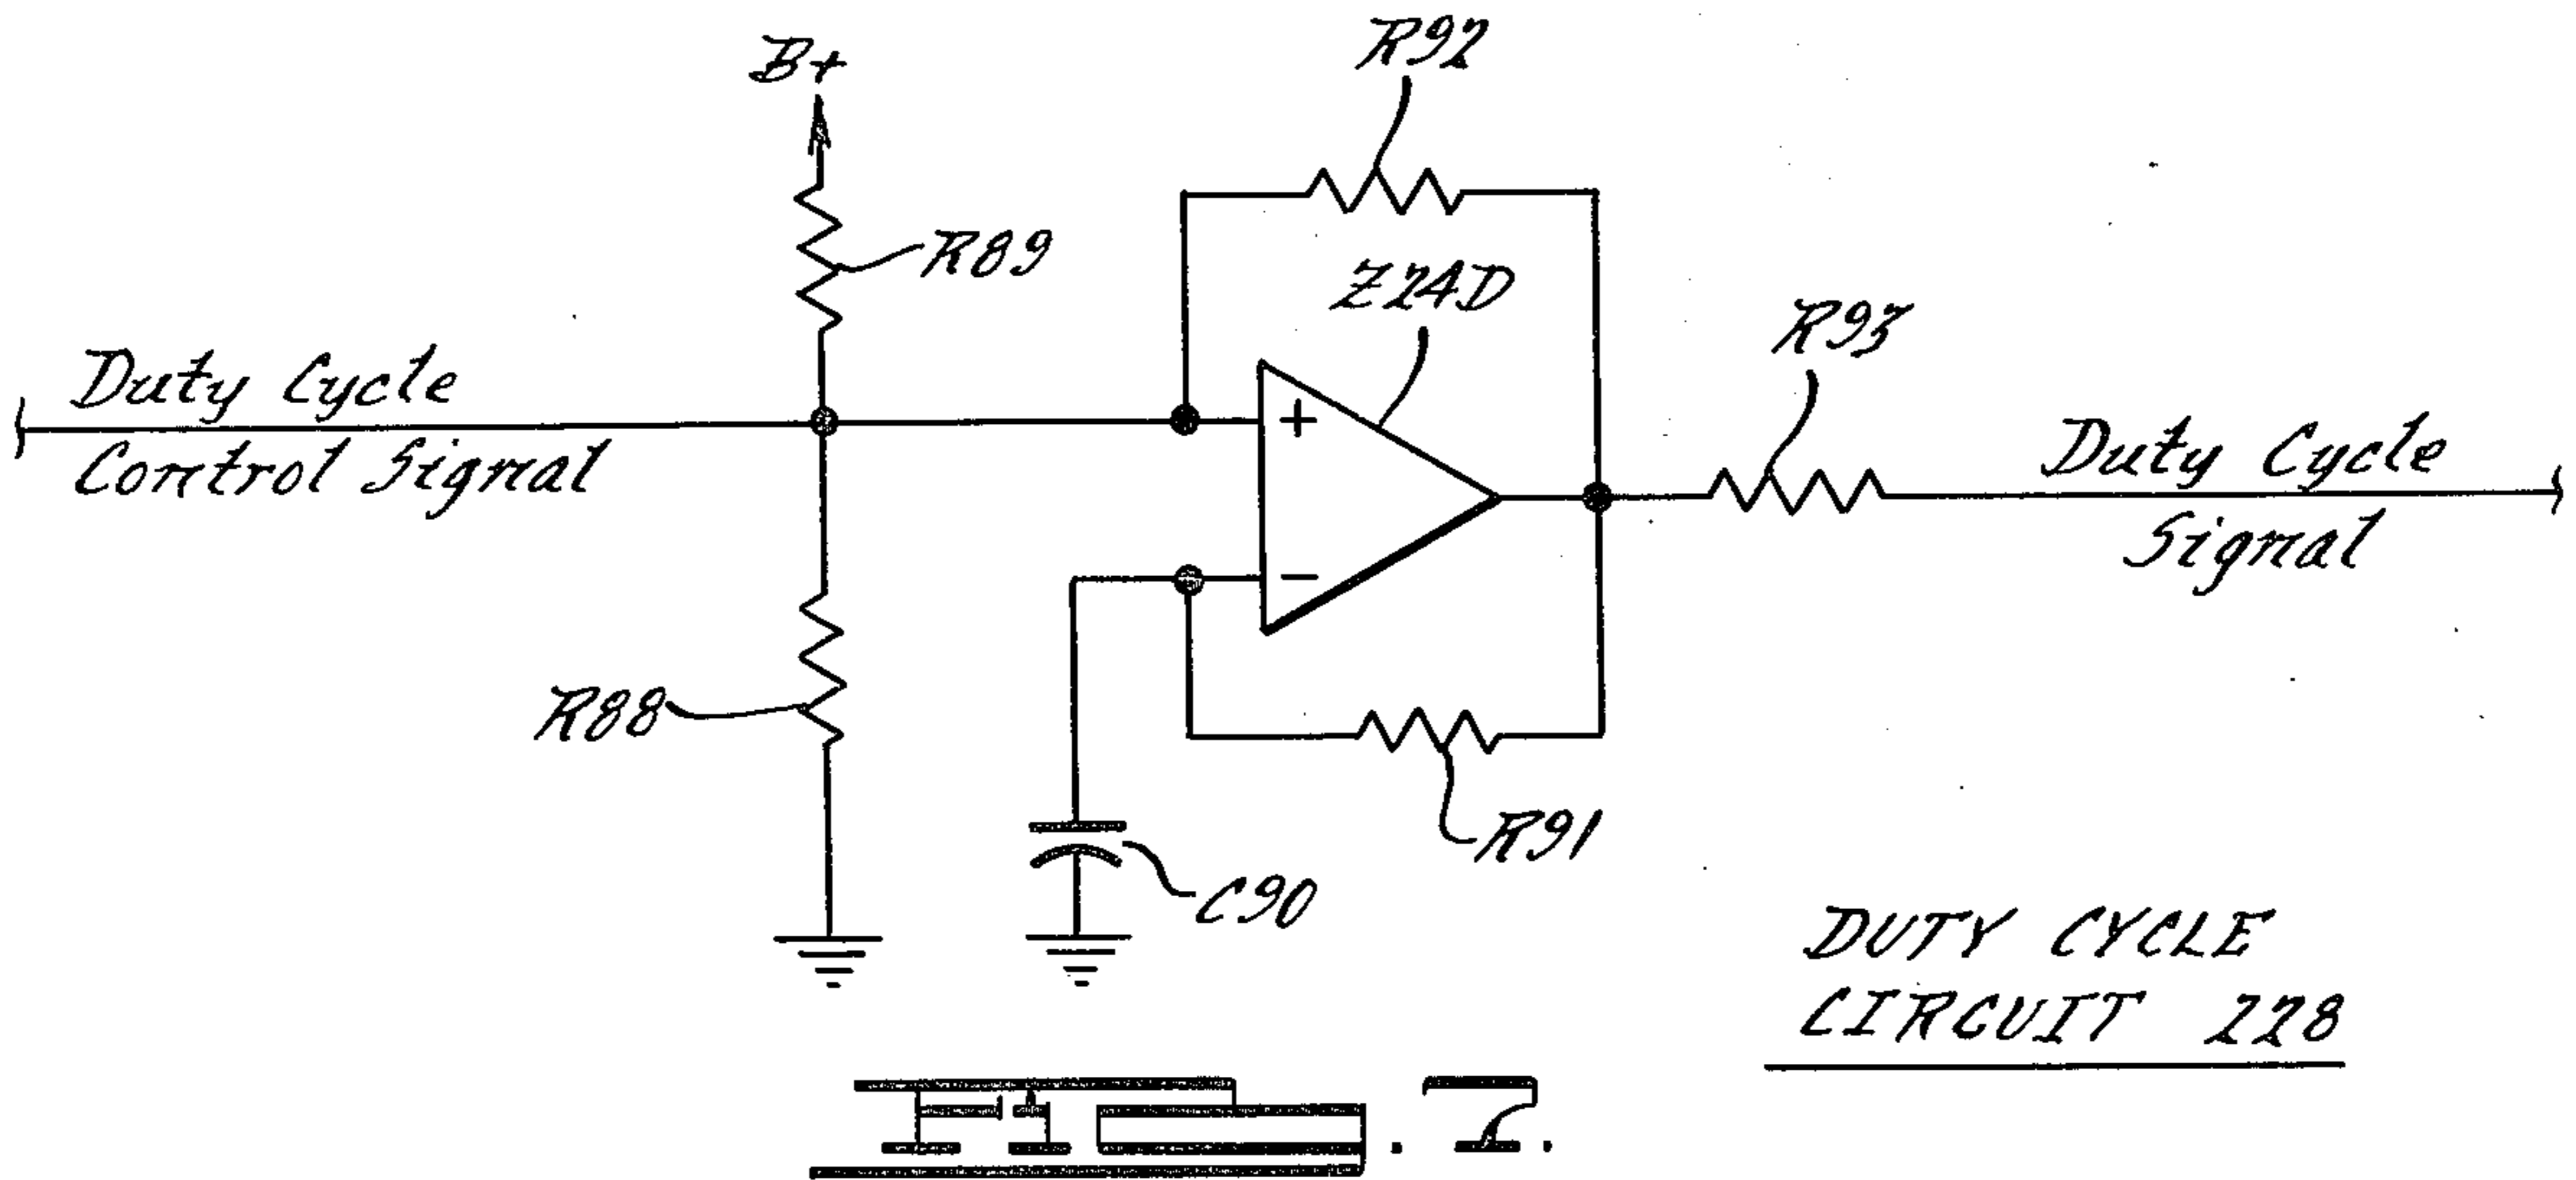 B+
R92
R89
Z24D
R93
Duty Cycle
Control Signal
+
-
Duty Cycle
Signal
R88
R91
C90
DUTY CYCLE
CIRCUIT 228
FIG. 7.